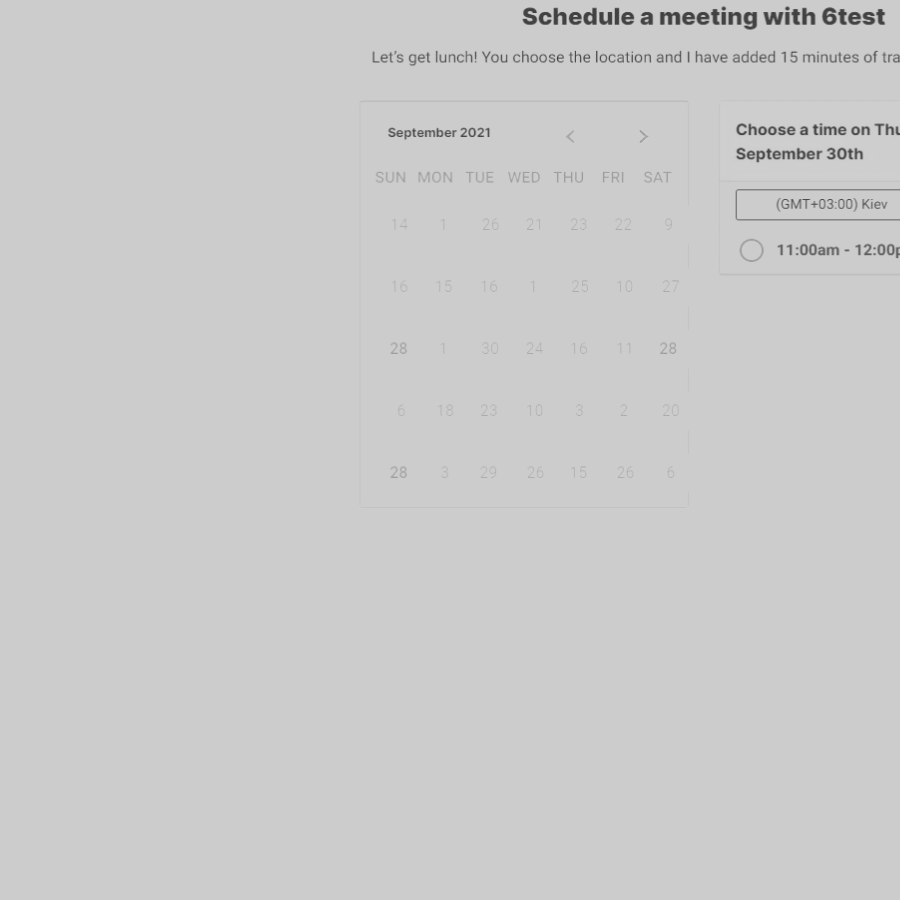 Schedule a meeting with 6test
Let's get lunch! You choose the location and I have added 15 minutes of tra
September 2021
SUN MON TUE WED THU FRI SAT
14 1 26 21 23 22 9
16 15 16 1 25 10 27
28 1 30 24 16 11 28
6 18 23 10 3 2 20
28 3 29 26 15 26 6
Choose a time on Thu
September 30th
(GMT+03:00) Kiev
11:00am - 12:00p